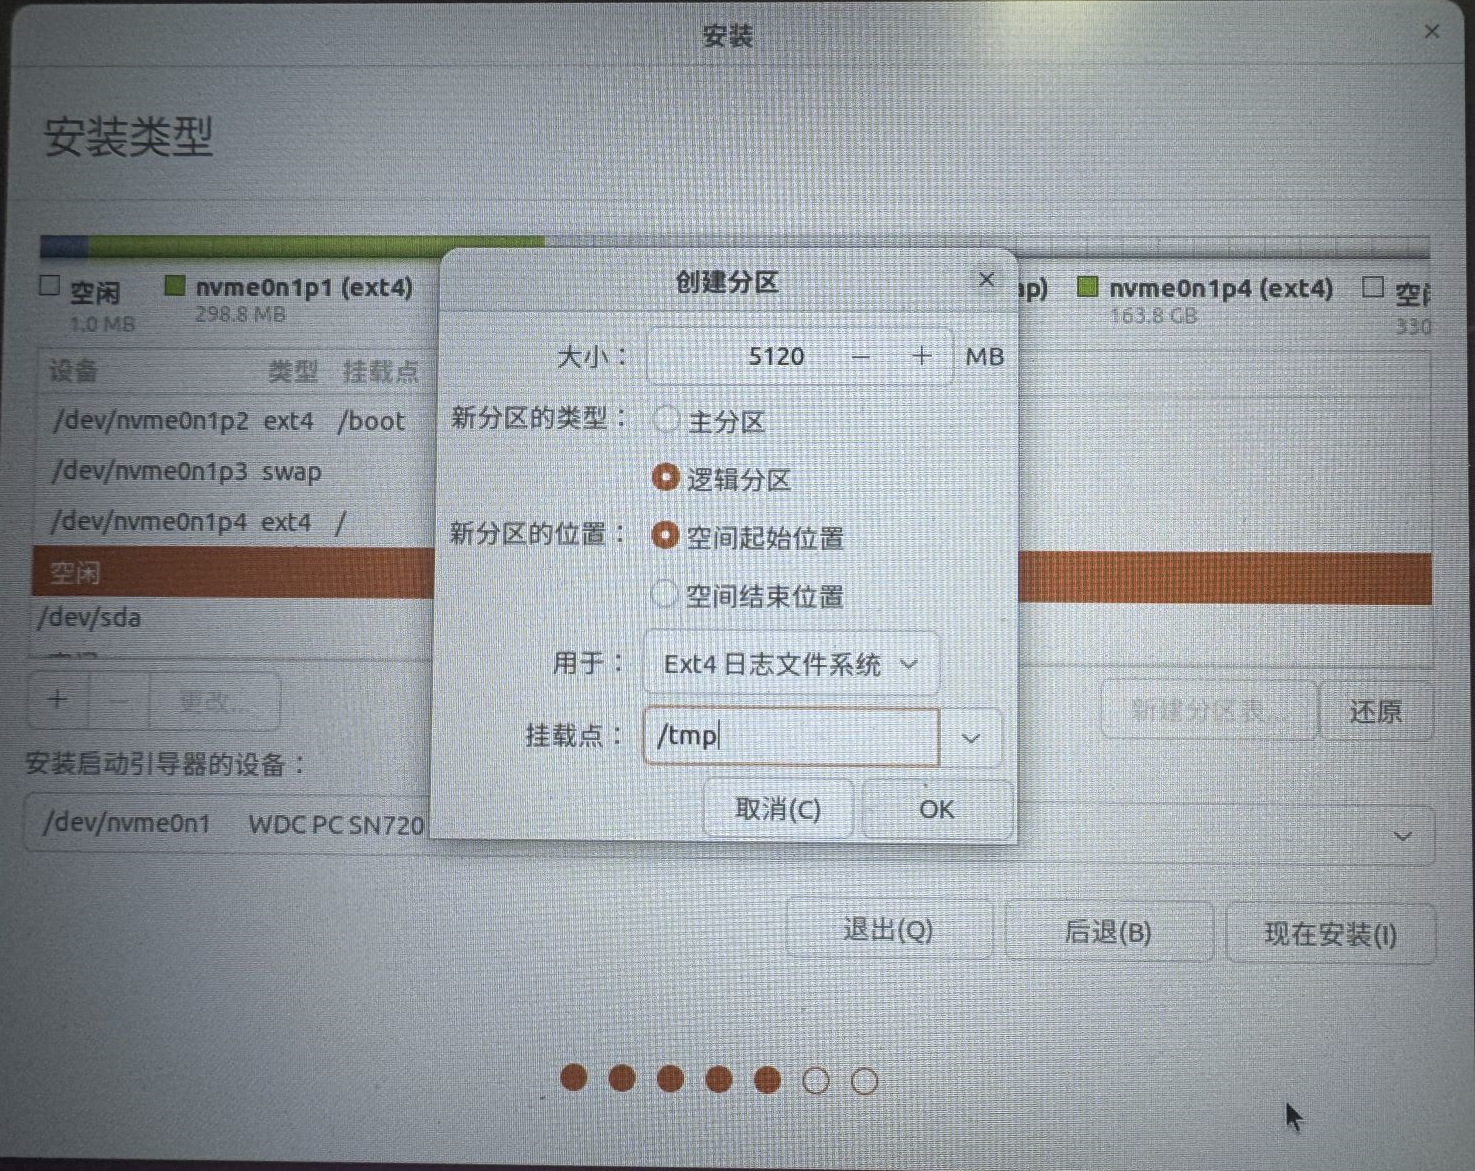 安装
安装类型
空闲
1.0 MB
nvme0n1p1 (ext4)
298.8 MB
nvme0n1p4 (ext4)
163.8 GB
330
设备 类型 挂载点
/dev/nvme0n1p2 ext4 /boot
/dev/nvme0n1p3 swap
/dev/nvme0n1p4 ext4 /
空闲
/dev/sda
+ − 更改...
新建分区表... 还原
安装启动引导器的设备：
/dev/nvme0n1 WDC PC SN720
退出(Q) 后退(B) 现在安装(I)
创建分区
大小： 5120 − + MB
新分区的类型： 主分区
逻辑分区
新分区的位置： 空间起始位置
空间结束位置
用于： Ext4 日志文件系统
挂载点： /tmp
取消(C) OK